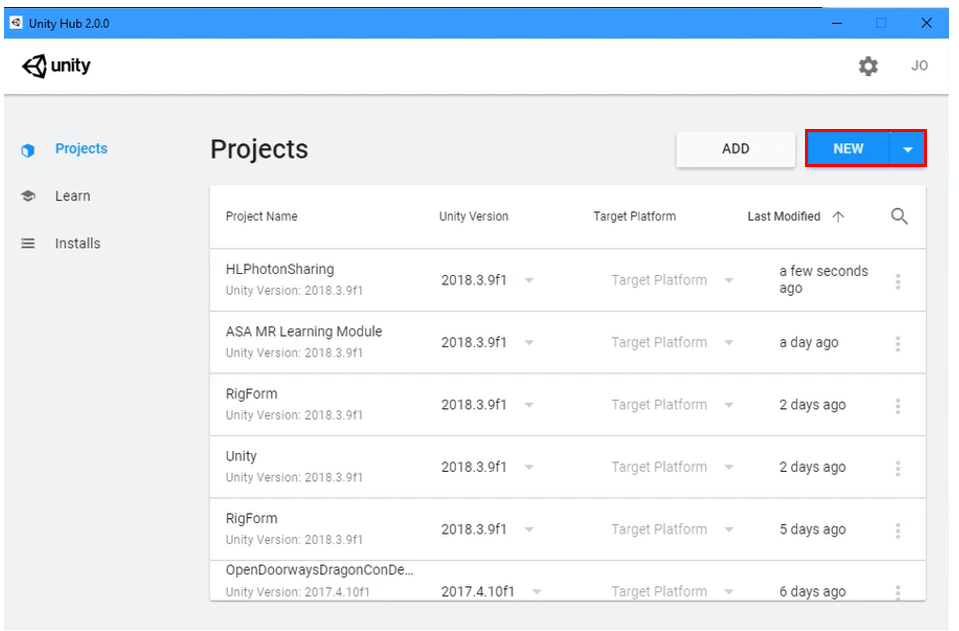 Unity Hub 2.0.0
unity
JO
Projects
Learn
Installs
Projects
ADD
NEW
Project Name Unity Version Target Platform Last Modified
HLPhotonSharing
Unity Version: 2018.3.9f1
2018.3.9f1 Target Platform
a few seconds
ago
ASA MR Learning Module
Unity Version: 2018.3.9f1
2018.3.9f1 Target Platform a day ago
RigForm
Unity Version: 2018.3.9f1
2018.3.9f1 Target Platform 2 days ago
Unity
Unity Version: 2018.3.9f1
2018.3.9f1 Target Platform 2 days ago
RigForm
Unity Version: 2018.3.9f1
2018.3.9f1 Target Platform 5 days ago
OpenDoorwaysDragonConDe...
Unity Version: 2017.4.10f1
2017.4.10f1 Target Platform 6 days ago